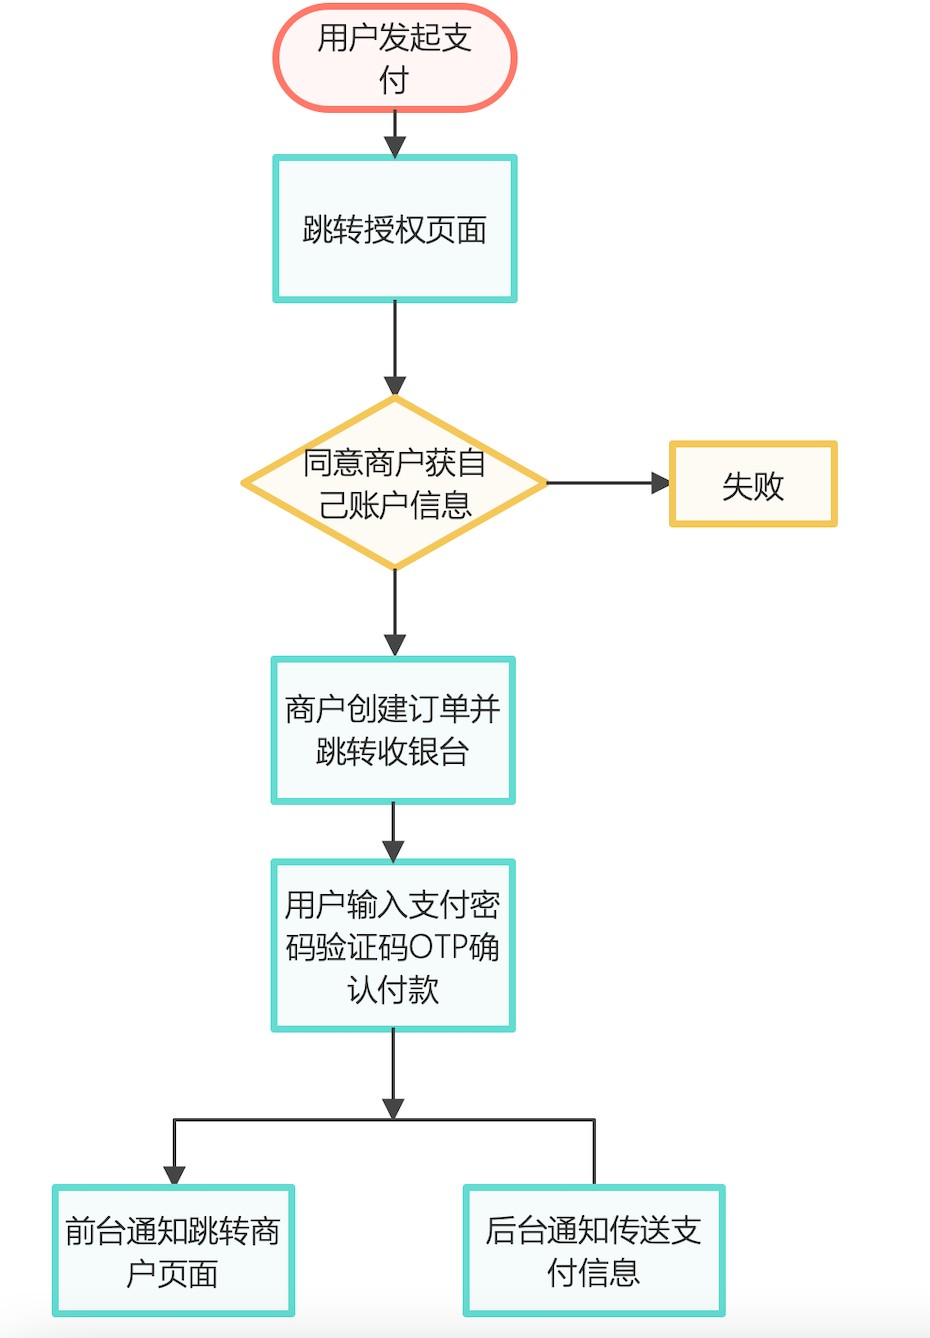 用户发起支
付
跳转授权页面
同意商户获自
己账户信息
失败
商户创建订单并
跳转收银台
用户输入支付密
码验证码OTP确
认付款
前台通知跳转商
户页面
后台通知传送支
付信息